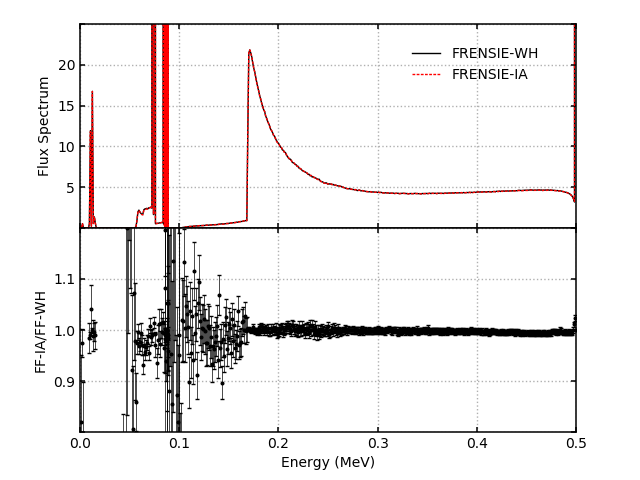 Flux Spectrum
20
15
10
5
FRENSIE-WH
FRENSIE-IA
FF-IA/FF-WH
1.1
1.0
0.9
0.0 0.1 0.2 0.3 0.4 0.5
Energy (MeV)